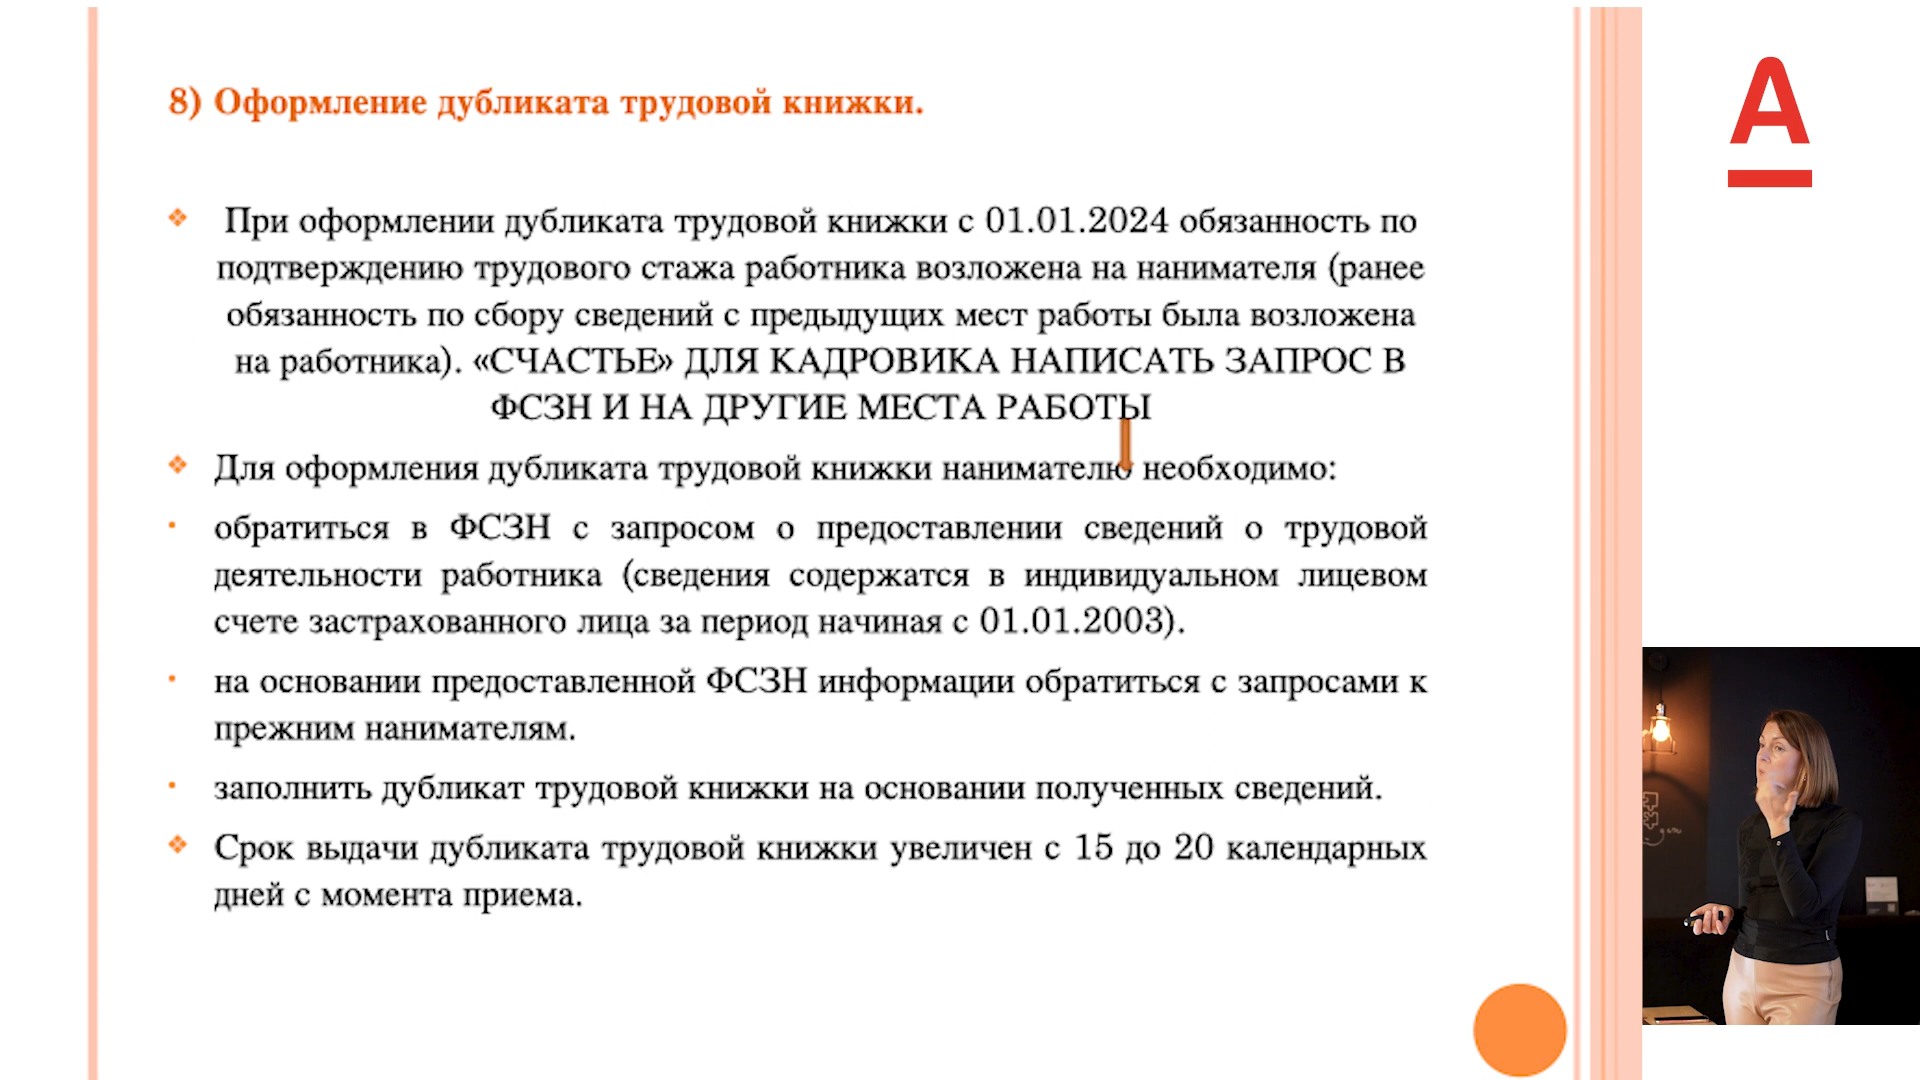 8) Оформление дубликата трудовой книжки.
При оформлении дубликата трудовой книжки с 01.01.2024 обязанность по
подтверждению трудового стажа работника возложена на нанимателя (ранее
обязанность по сбору сведений с предыдущих мест работы была возложена
на работника). «СЧАСТЬЕ» ДЛЯ КАДРОВИКА НАПИСАТЬ ЗАПРОС В
ФСЗН И НА ДРУГИЕ МЕСТА РАБОТЫ
Для оформления дубликата трудовой книжки нанимателю необходимо:
обратиться в ФСЗН с запросом о предоставлении сведений о трудовой
деятельности работника (сведения содержатся в индивидуальном лицевом
счете застрахованного лица за период начиная с 01.01.2003).
на основании предоставленной ФСЗН информации обратиться с запросами к
прежним нанимателям.
заполнить дубликат трудовой книжки на основании полученных сведений.
Срок выдачи дубликата трудовой книжки увеличен с 15 до 20 календарных
дней с момента приема.
А